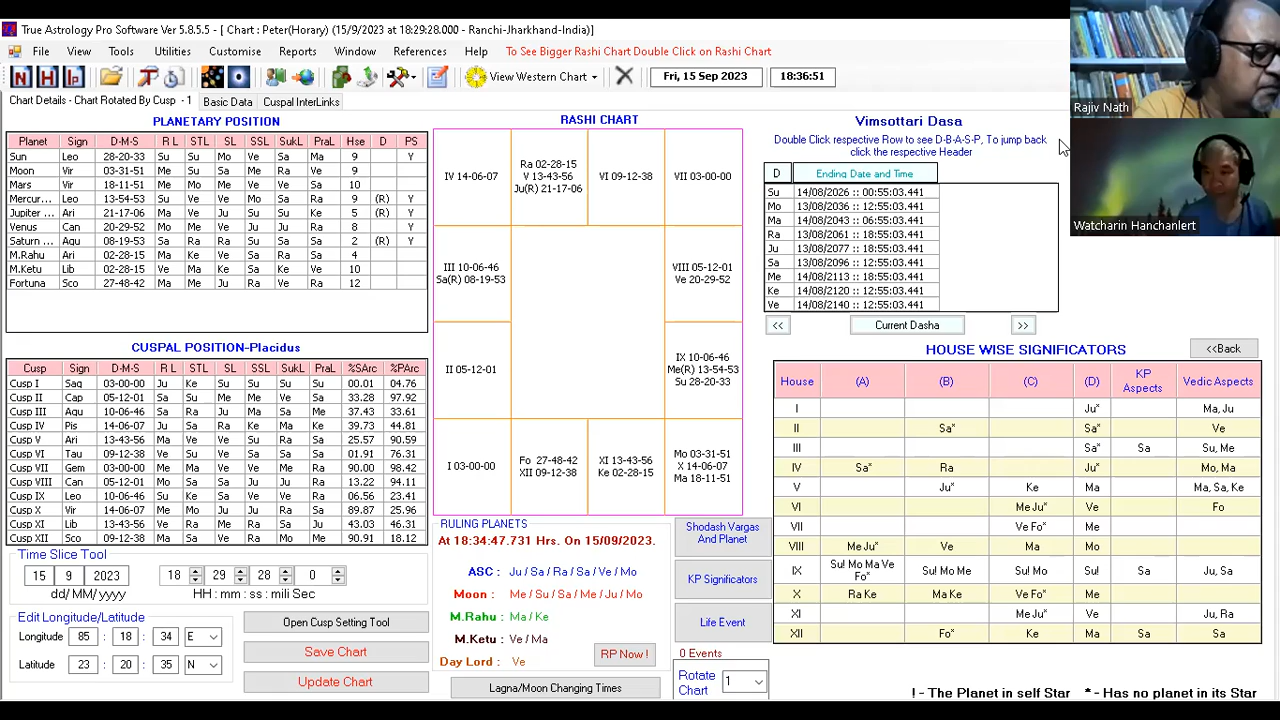 True Astrology Pro Software Ver 5.8.5.5 - [ Chart : Peter(Horary) (15/9/2023 at 18:29:28.000 - Ranchi-Jharkhand-India)]
File View Tools Utilities Customise Reports Window References Help To See Bigger Rashi Chart Double Click on Rashi Chart
N H Ip View Western Chart Fri, 15 Sep 2023 18:36:51
Chart Details - Chart Rotated By Cusp - 1 Basic Data Cuspal InterLinks
PLANETARY POSITION
Planet Sign D-M-S R L STL SL SSL SukL PraL Hse D PS
Sun Leo 28-20-33 Su Su Mo Ve Sa Ma 9 Y
Moon Vir 03-31-51 Me Su Sa Me Ju Mo 9
Mars Vir 18-11-51 Me Mo Me Ve Ve Sa 10
Mercur... Leo 13-54-53 Su Ve Ve Mo Ve Sa 9 (R) Y
Jupiter ... Ari 21-17-06 Ma Ve Ju Su Su Ke 5 (R) Y
Venus Can 20-29-52 Mo Me Ve Ju Ju Su 8 Y
Saturn ... Aqu 08-19-53 Sa Ra Ra Sa Mo Sa 2 (R) Y
M.Rahu Ari 02-28-15 Ma Ke Ve Sa Ke Ra 4
M.Ketu Lib 02-28-15 Ve Ma Ke Sa Ke Ve 10
Fortuna Sco 27-48-42 Ma Me Ju Ra Ve Ra 12
CUSPAL POSITION-Placidus
Cusp Sign D-M-S R L STL SL SSL SukL PraL %SArc %PArc
Cusp I Sag 03-00-00 Ju Ke Su Su Su Su 00.01 04.76
Cusp II Cap 05-12-01 Sa Su Me Me Ve Ju 33.28 97.92
Cusp III Aqu 10-06-46 Sa Ra Ju Ju Sa Ma 37.43 33.61
Cusp IV Pis 14-06-07 Ju Sa Ra Ke Ma Ma 39.73 44.81
Cusp V Ari 13-43-56 Ma Ve Ve Su Ra Sa 25.57 90.59
Cusp VI Tau 09-12-38 Ve Su Ve Ve Su Ra 01.91 76.31
Cusp VII Gem 03-00-00 Me Ma Ve Ve Ma Me 90.00 98.42
Cusp VIII Can 05-12-01 Mo Sa Sa Me Mo Ju 13.22 94.11
Cusp IX Leo 10-06-46 Su Ke Sa Ve Ve Ra 06.56 23.41
Cusp X Vir 14-06-07 Me Mo Ju Ma Ve Ra 89.87 25.96
Cusp XI Lib 13-43-56 Ve Ra Me Ra Sa Ju 43.03 46.31
Cusp XII Sco 09-12-38 Ma Sa Ve Ra Mo Me 90.91 18.12
Time Slice Tool
15 9 2023 18 29 28 0
dd/ MM/ yyyy HH : mm : ss : mili Sec
Edit Longitude/Latitude
Longitude 85 : 18 : 34 E
Latitude 23 : 20 : 35 N
Open Cusp Setting Tool
Save Chart
Update Chart
RASHI CHART
IV 14-06-07
Ra 02-28-15
V 13-43-56
Ju(R) 21-17-06
VI 09-12-38
VII 03-00-00
III 10-06-46
Sa(R) 08-19-53
VIII 05-12-01
Ve 20-29-52
II 05-12-01
IX 10-06-46
Me(R) 13-54-53
Su 28-20-33
I 03-00-00
Fo 27-48-42
XII 09-12-38
XI 13-43-56
Ke 02-28-15
Mo 03-31-51
X 14-06-07
Ma 18-11-51
RULING PLANETS
At 18:34:47.731 Hrs. On 15/09/2023.
ASC: Ju / Sa / Ra / Sa / Ve / Mo
Moon: Me / Su / Sa / Me / Ju / Mo
M.Rahu: Ma / Ke
M.Ketu: Ve / Ma
Day Lord : Ve
RP Now !
Lagna/Moon Changing Times
Shodash Vargas And Planet
KP Significators
Life Event
0 Events
Rotate Chart 1
Vimsottari Dasa
Double Click respective Row to see D-B-A-S-P, To jump back
click the respective Header
D Ending Date and Time
Su 14/08/2026 :: 00:55:03.441
Mo 13/08/2036 :: 12:55:03.441
Ma 14/08/2043 :: 06:55:03.441
Ra 13/08/2061 :: 18:55:03.441
Ju 13/08/2077 :: 18:55:03.441
Sa 13/08/2096 :: 12:55:03.441
Me 14/08/2113 :: 18:55:03.441
Ke 14/08/2120 :: 12:55:03.441
Ve 14/08/2140 :: 12:55:03.441
<< Current Dasha >>
HOUSE WISE SIGNIFICATORS <<Back
House (A) (B) (C) (D) KP Aspects Vedic Aspects
I Ju* Ma, Ju
II Sa* Sa* Ve
III Sa* Sa Su, Me
IV Sa* Ra Ju* Mo, Ma
V Ju* Ke Ma Ma, Sa, Ke
VI Me Ju* Ve Fo
VII Ve Fo* Me
VIII Me Ju* Ve Ma Mo
IX Su! Mo Ma Ve Fo* Su! Mo Me Su! Mo Su! Sa Ju, Sa
X Ra Ke Ma Ke Ve Fo* Me Sa
XI Me Ju* Ve Ju, Ra
XII Fo* Ke Ma Sa Sa
! - The Planet in self Star * - Has no planet in its Star
Rajiv Nath
Watcharin Hanchanlert